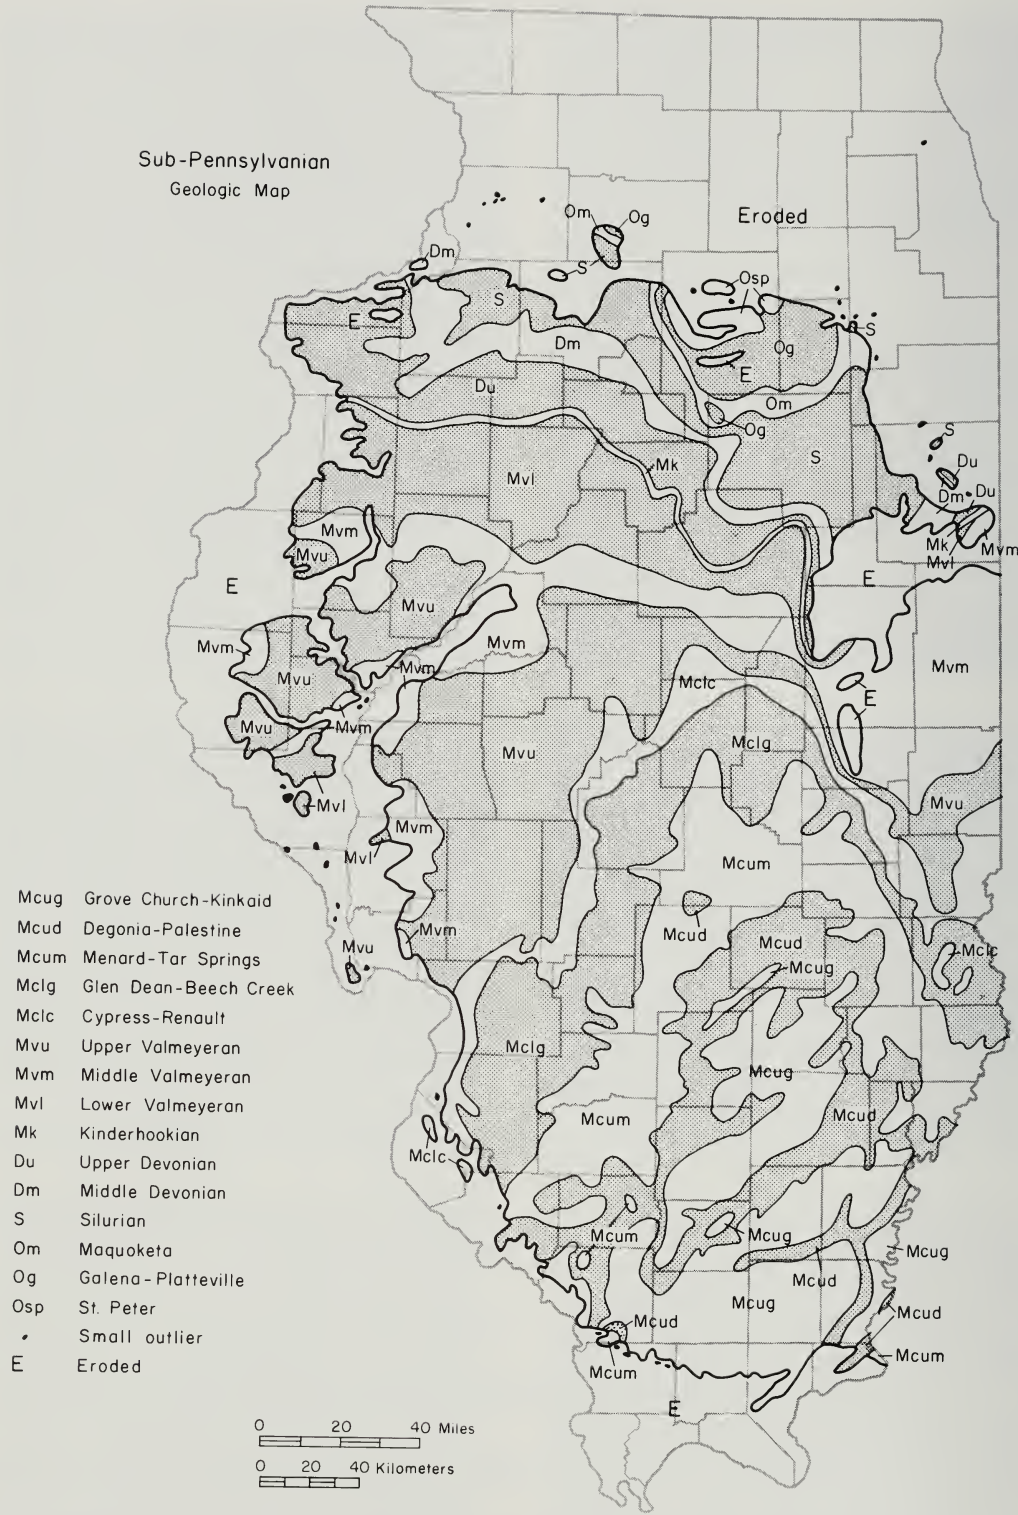 Sub-Pennsylvanian
Geologic Map
Om
Og
Eroded
Dm
S
Osp
E
S
S
Dm
Og
E
Du
Om
Og
S
S
Mk
Mvl
Du
Dm
Du
Mvm
Mvu
Mk
Mvl
Mvm
E
E
Mvu
Mvm
Mvm
Mvm
Mvm
Mvu
Mclc
E
Mvu
Mvm
Mvu
Mclg
Mvl
Mvu
Mvm
Mvl
Mcum
Mcud
Mvm
Mcud
Mclc
Mvu
Mcug
Mclg
Mcug
Mcum
Mcud
Mclc
Mcum
Mcug
Mcug
Mcud
Mcug
Mcud
Mcud
Mcum
Mcum
E
Mcug Grove Church-Kinkaid
Mcud Degonia-Palestine
Mcum Menard-Tar Springs
Mclg Glen Dean-Beech Creek
Mclc Cypress-Renault
Mvu Upper Valmeyeran
Mvm Middle Valmeyeran
Mvl Lower Valmeyeran
Mk Kinderhookian
Du Upper Devonian
Dm Middle Devonian
S Silurian
Om Maquoketa
Og Galena-Platteville
Osp St. Peter
Small outlier
E Eroded
0 20 40 Miles
0 20 40 Kilometers